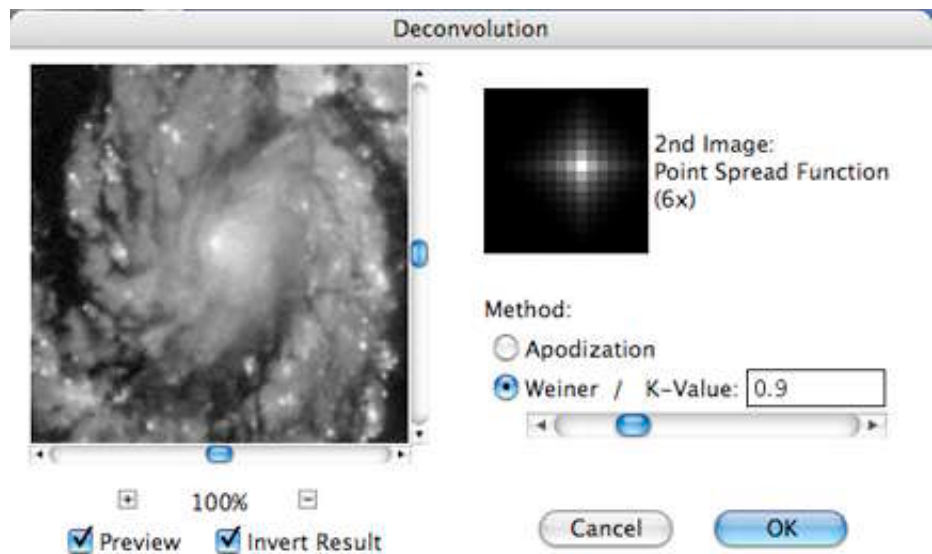 Deconvolution
2nd Image:
Point Spread Function
(6x)
Method:
Apodization
Weiner / K-Value: 0.9
100%
Preview Invert Result
Cancel OK